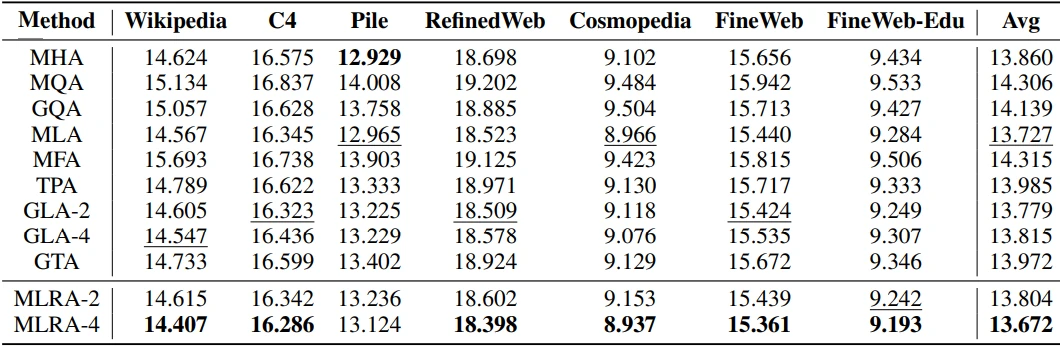 Method Wikipedia C4 Pile RefinedWeb Cosmopedia FineWeb FineWeb-Edu Avg
MHA 14.624 16.575 12.929 18.698 9.102 15.656 9.434 13.860
MQA 15.134 16.837 14.008 19.202 9.484 15.942 9.533 14.306
GQA 15.057 16.628 13.758 18.885 9.504 15.713 9.427 14.139
MLA 14.567 16.345 12.965 18.523 8.966 15.440 9.284 13.727
MFA 15.693 16.738 13.903 19.125 9.423 15.815 9.506 14.315
TPA 14.789 16.622 13.333 18.971 9.130 15.717 9.333 13.985
GLA-2 14.605 16.323 13.225 18.509 9.118 15.424 9.249 13.779
GLA-4 14.547 16.436 13.229 18.578 9.076 15.535 9.307 13.815
GTA 14.733 16.599 13.402 18.924 9.129 15.672 9.346 13.972
MLRA-2 14.615 16.342 13.236 18.602 9.153 15.439 9.242 13.804
MLRA-4 14.407 16.286 13.124 18.398 8.937 15.361 9.193 13.672